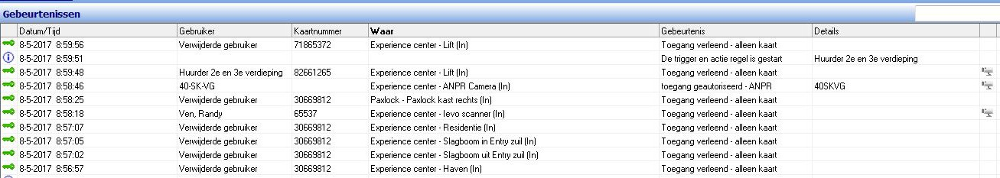 Gebeurtenissen
Datum/Tijd Gebruiker Kaartnummer Waar Gebeurtenis Details
8-5-2017 8:59:56 Verwijderde gebruiker 71865372 Experience center - Lift (In) Toegang verleend - alleen kaart
8-5-2017 8:59:51 De trigger en actie regel is gestart Huurder 2e en 3e verdieping
8-5-2017 8:59:48 Huurder 2e en 3e verdieping 82661265 Experience center - Lift (In) Toegang verleend - alleen kaart
8-5-2017 8:58:46 40-SK-VG Experience center - ANPR Camera (In) toegang geautoriseerd - ANPR 40SKVG
8-5-2017 8:58:25 Verwijderde gebruiker 30669812 Paxlock - Paxlock kast rechts (In) Toegang verleend - alleen kaart
8-5-2017 8:58:18 Ven, Randy 65537 Experience center - Ievo scanner (In) Toegang verleend - alleen kaart
8-5-2017 8:57:07 Verwijderde gebruiker 30669812 Experience center - Residentie (In) Toegang verleend - alleen kaart
8-5-2017 8:57:05 Verwijderde gebruiker 30669812 Experience center - Slagboom in Entry zuil (In) Toegang verleend - alleen kaart
8-5-2017 8:57:02 Verwijderde gebruiker 30669812 Experience center - Slagboom uit Entry zuil (In) Toegang verleend - alleen kaart
8-5-2017 8:56:57 Verwijderde gebruiker 30669812 Experience center - Haven (In) Toegang verleend - alleen kaart